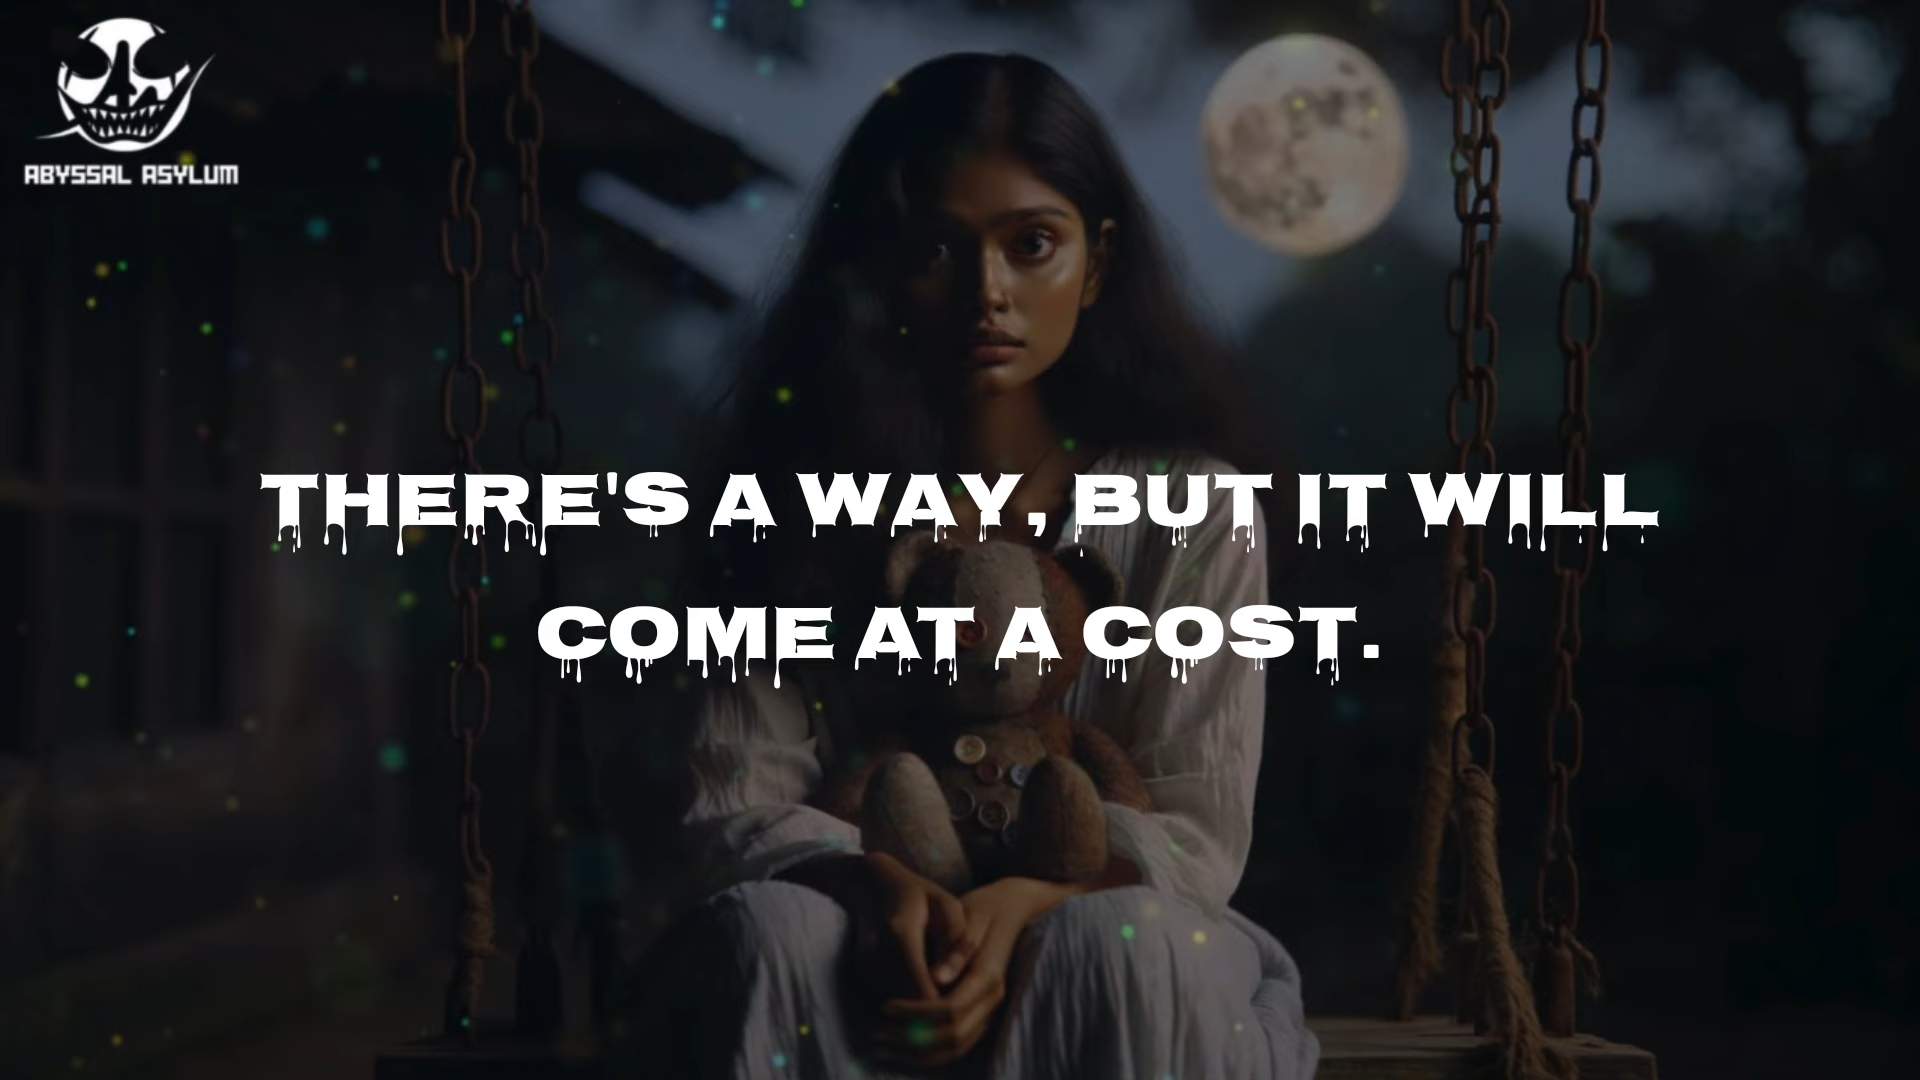 ABYSSAL ASYLUM
THERE'S A WAY, BUT IT WILL
COME AT A COST.